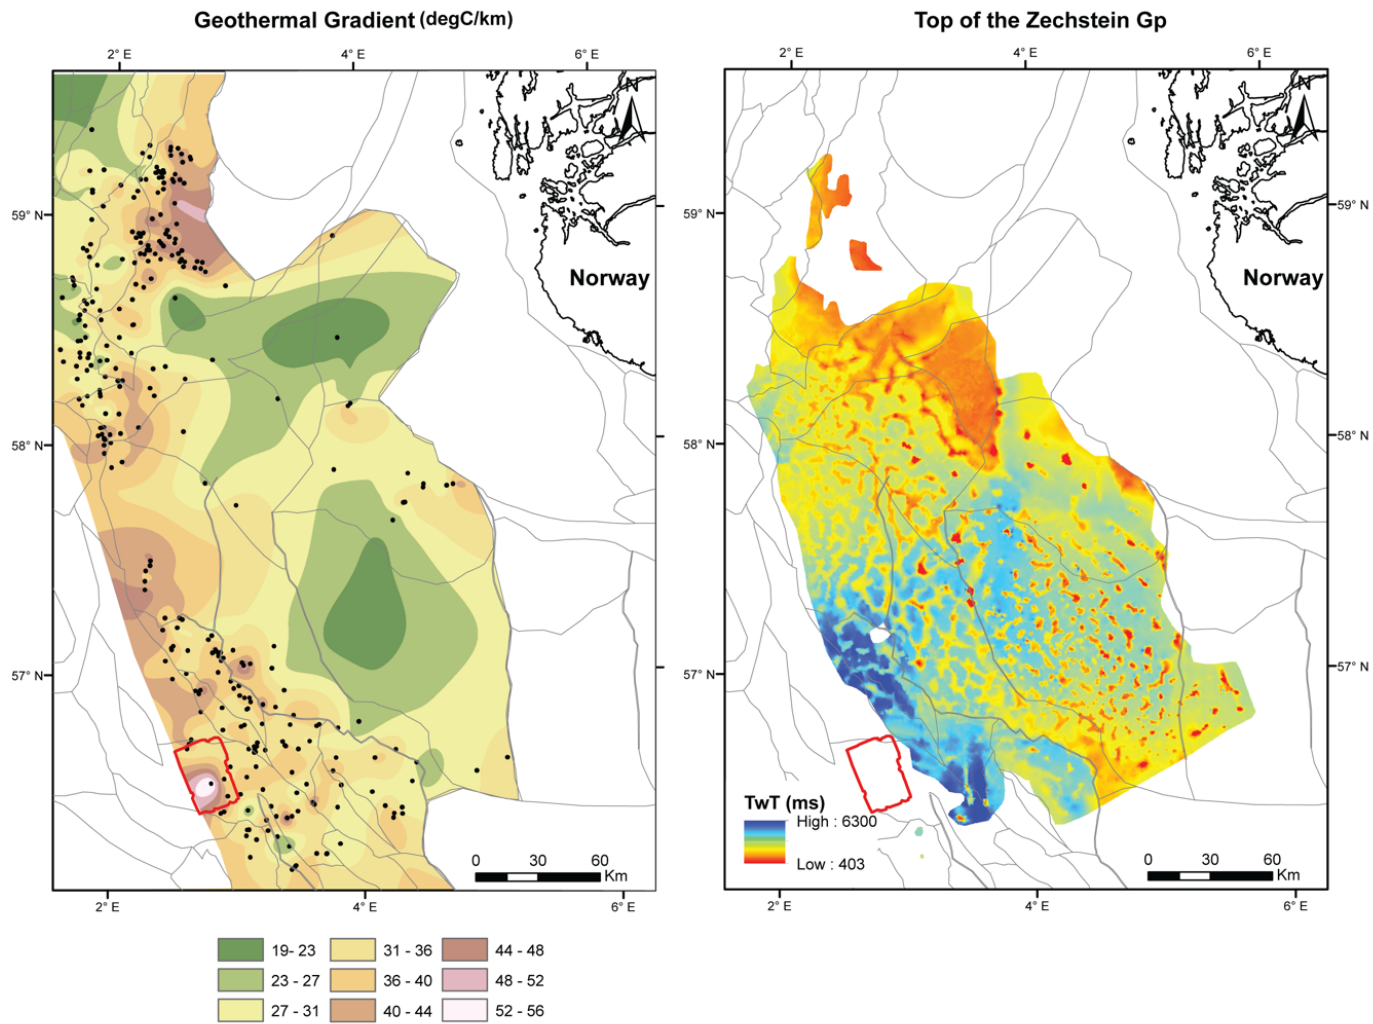 Geothermal Gradient (degC/km)
Top of the Zechstein Gp
2° E
4° E
6° E
2° E
4° E
6° E
N
N
59° N
59° N
59° N
Norway
Norway
58° N
58° N
58° N
57° N
57° N
57° N
TwT (ms)
High : 6300
Low : 403
0 30 60
Km
0 30 60
Km
2° E
4° E
6° E
2° E
4° E
6° E
19- 23
31 - 36
44 - 48
23 - 27
36 - 40
48 - 52
27 - 31
40 - 44
52 - 56